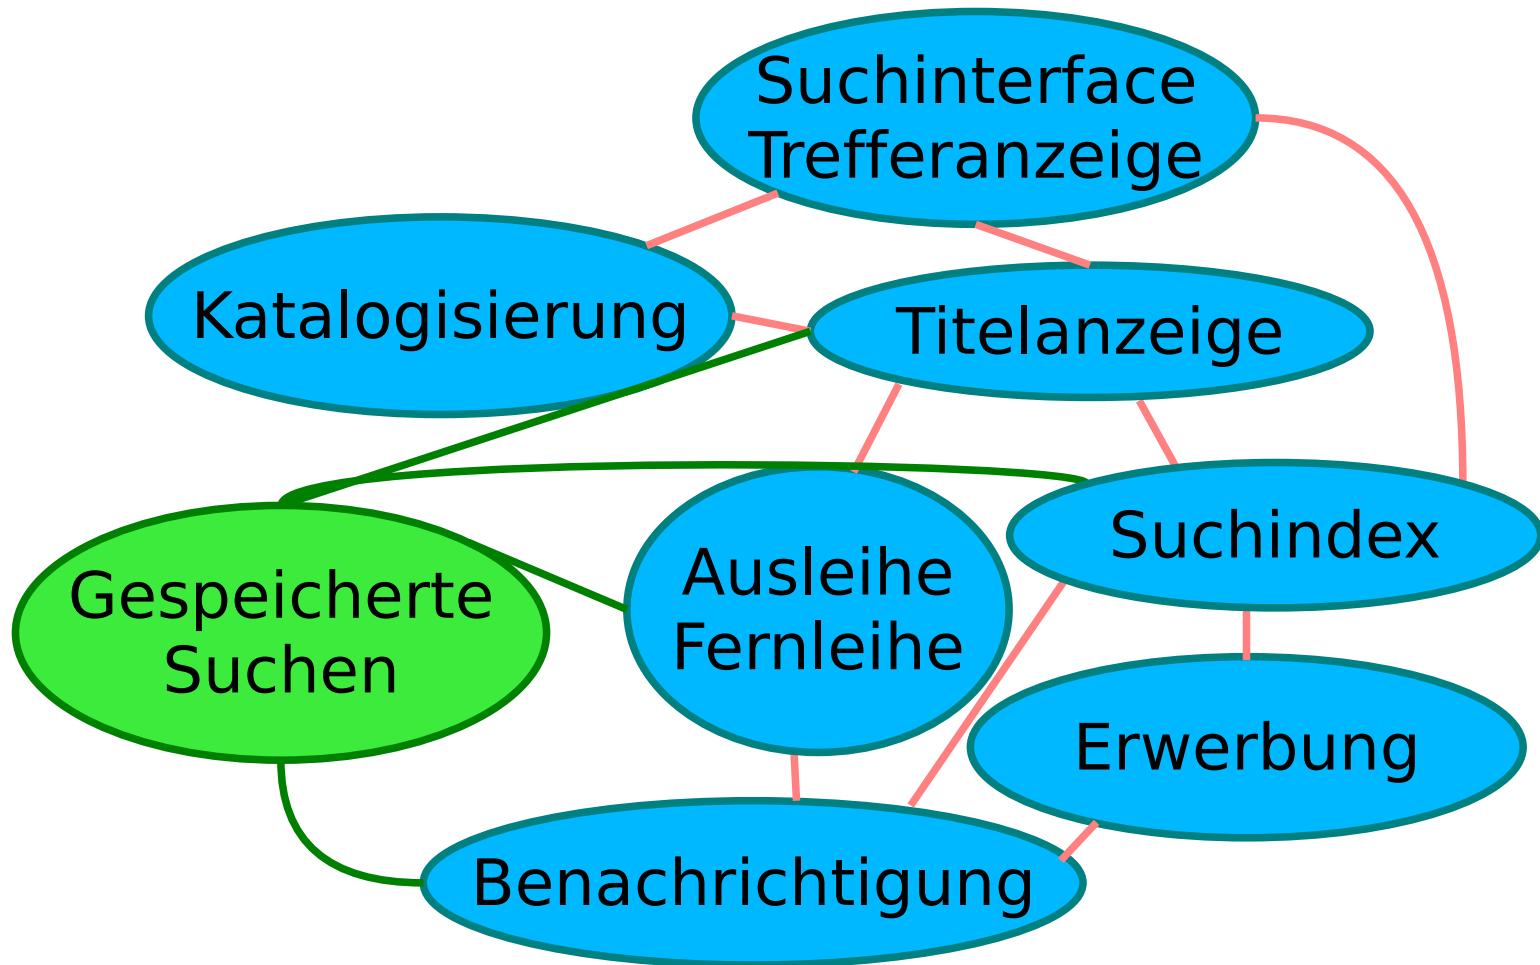 Suchinterface
Trefferanzeige
Katalogisierung
Titelanzeige
Suchindex
Gespeicherte
Suchen
Ausleihe
Fernleihe
Erwerbung
Benachrichtigung